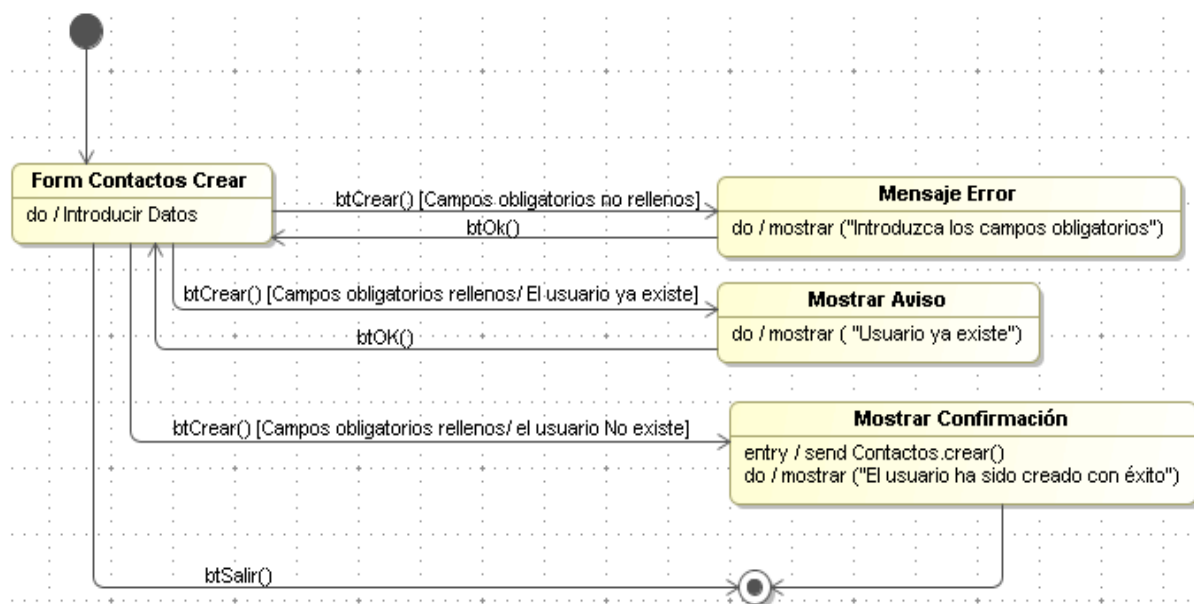 Form Contactos Crear
do / Introducir Datos
btCrear() [Campos obligatorios no rellenos]
btOk()
Mensaje Error
do / mostrar ("Introduzca los campos obligatorios")
btCrear() [Campos obligatorios rellenos/ El usuario ya existe]
btOK()
Mostrar Aviso
do / mostrar ( "Usuario ya existe")
btCrear() [Campos obligatorios rellenos/ el usuario No existe]
Mostrar Confirmación
entry / send Contactos.crear()
do / mostrar ("El usuario ha sido creado con éxito")
btSalir()